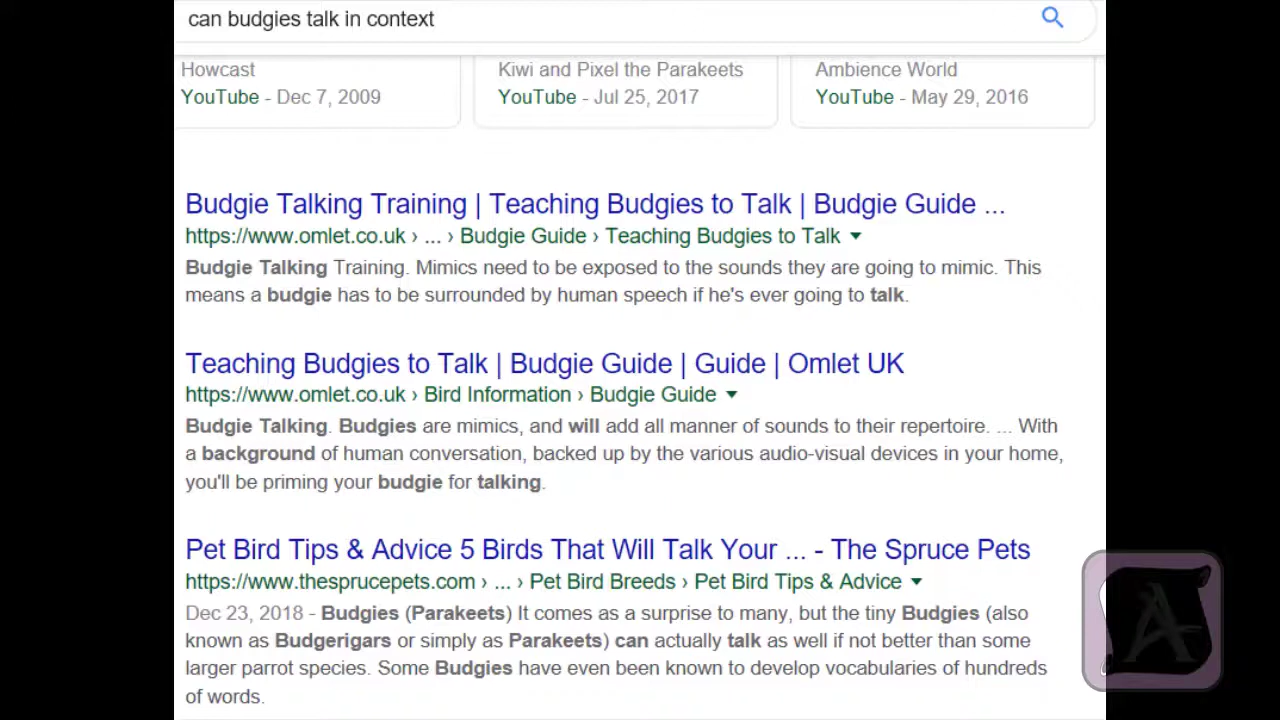 can budgies talk in context
Howcast
YouTube - Dec 7, 2009
Kiwi and Pixel the Parakeets
YouTube - Jul 25, 2017
Ambience World
YouTube - May 29, 2016
Budgie Talking Training | Teaching Budgies to Talk | Budgie Guide ...
https://www.omlet.co.uk › ... › Budgie Guide › Teaching Budgies to Talk
Budgie Talking Training. Mimics need to be exposed to the sounds they are going to mimic. This
means a budgie has to be surrounded by human speech if he's ever going to talk.
Teaching Budgies to Talk | Budgie Guide | Guide | Omlet UK
https://www.omlet.co.uk › Bird Information › Budgie Guide
Budgie Talking. Budgies are mimics, and will add all manner of sounds to their repertoire. ... With
a background of human conversation, backed up by the various audio-visual devices in your home,
you'll be priming your budgie for talking.
Pet Bird Tips & Advice 5 Birds That Will Talk Your ... - The Spruce Pets
https://www.thesprucepets.com › ... › Pet Bird Breeds › Pet Bird Tips & Advice
Dec 23, 2018 - Budgies (Parakeets) It comes as a surprise to many, but the tiny Budgies (also
known as Budgerigars or simply as Parakeets) can actually talk as well if not better than some
larger parrot species. Some Budgies have even been known to develop vocabularies of hundreds
of words.
A